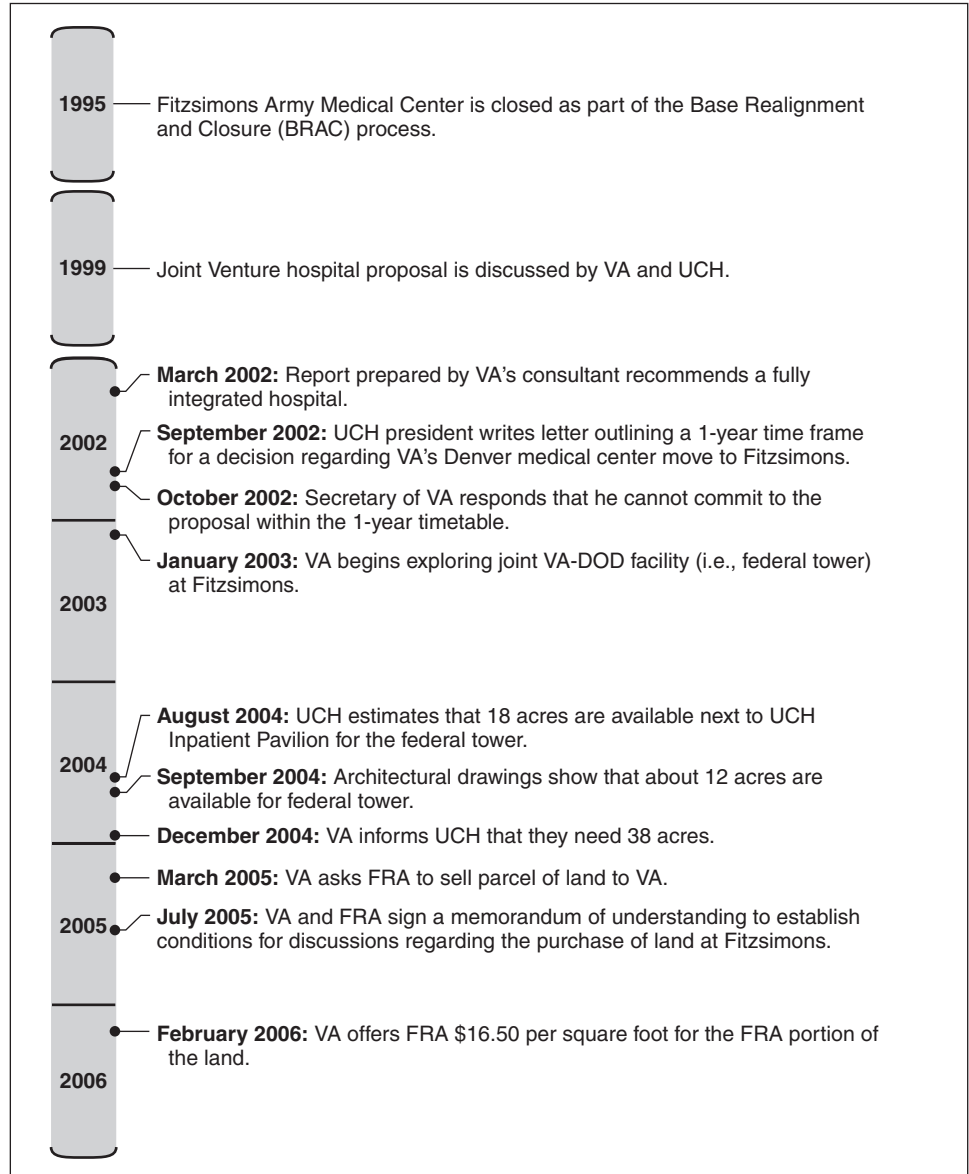 1995
Fitzsimons Army Medical Center is closed as part of the Base Realignment
and Closure (BRAC) process.
1999
Joint Venture hospital proposal is discussed by VA and UCH.
2002
March 2002: Report prepared by VA's consultant recommends a fully
integrated hospital.
September 2002: UCH president writes letter outlining a 1-year time frame
for a decision regarding VA's Denver medical center move to Fitzsimons.
October 2002: Secretary of VA responds that he cannot commit to the
proposal within the 1-year timetable.
2003
January 2003: VA begins exploring joint VA-DOD facility (i.e., federal tower)
at Fitzsimons.
2004
August 2004: UCH estimates that 18 acres are available next to UCH
Inpatient Pavilion for the federal tower.
September 2004: Architectural drawings show that about 12 acres are
available for federal tower.
December 2004: VA informs UCH that they need 38 acres.
2005
March 2005: VA asks FRA to sell parcel of land to VA.
July 2005: VA and FRA sign a memorandum of understanding to establish
conditions for discussions regarding the purchase of land at Fitzsimons.
2006
February 2006: VA offers FRA $16.50 per square foot for the FRA portion of
the land.